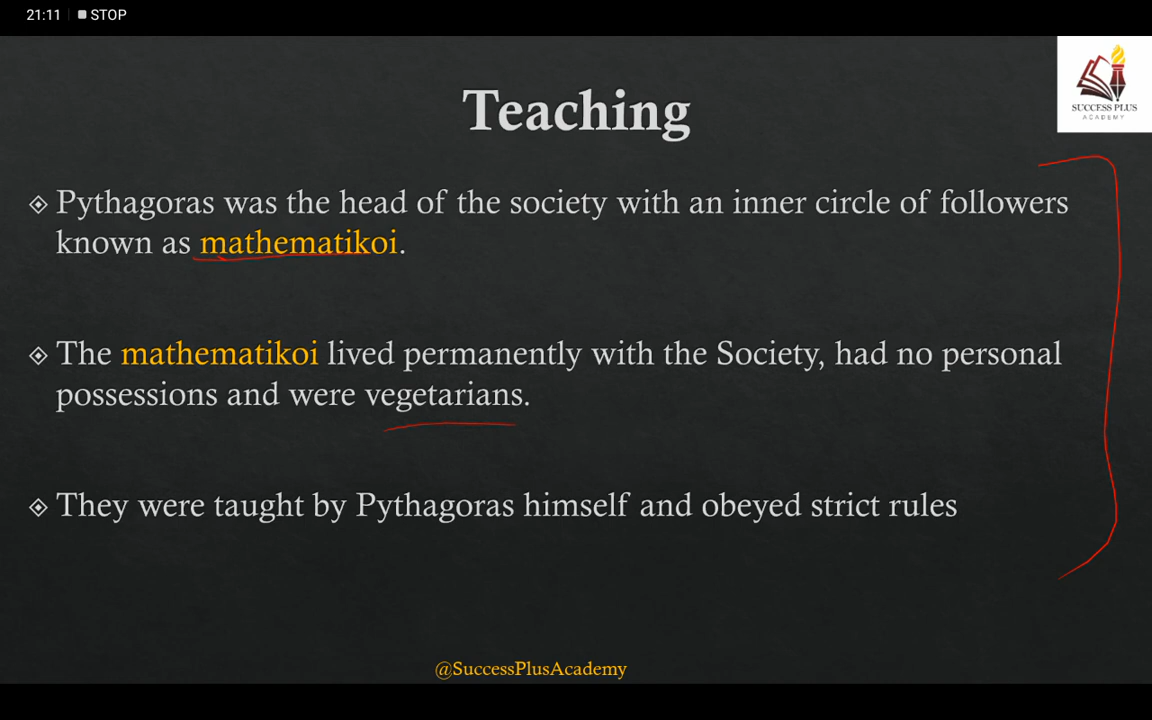 21:11 STOP
SUCCESS PLUS
ACADEMY
Teaching
Pythagoras was the head of the society with an inner circle of followers
known as mathematikoi.
The mathematikoi lived permanently with the Society, had no personal
possessions and were vegetarians.
They were taught by Pythagoras himself and obeyed strict rules
@SuccessPlusAcademy